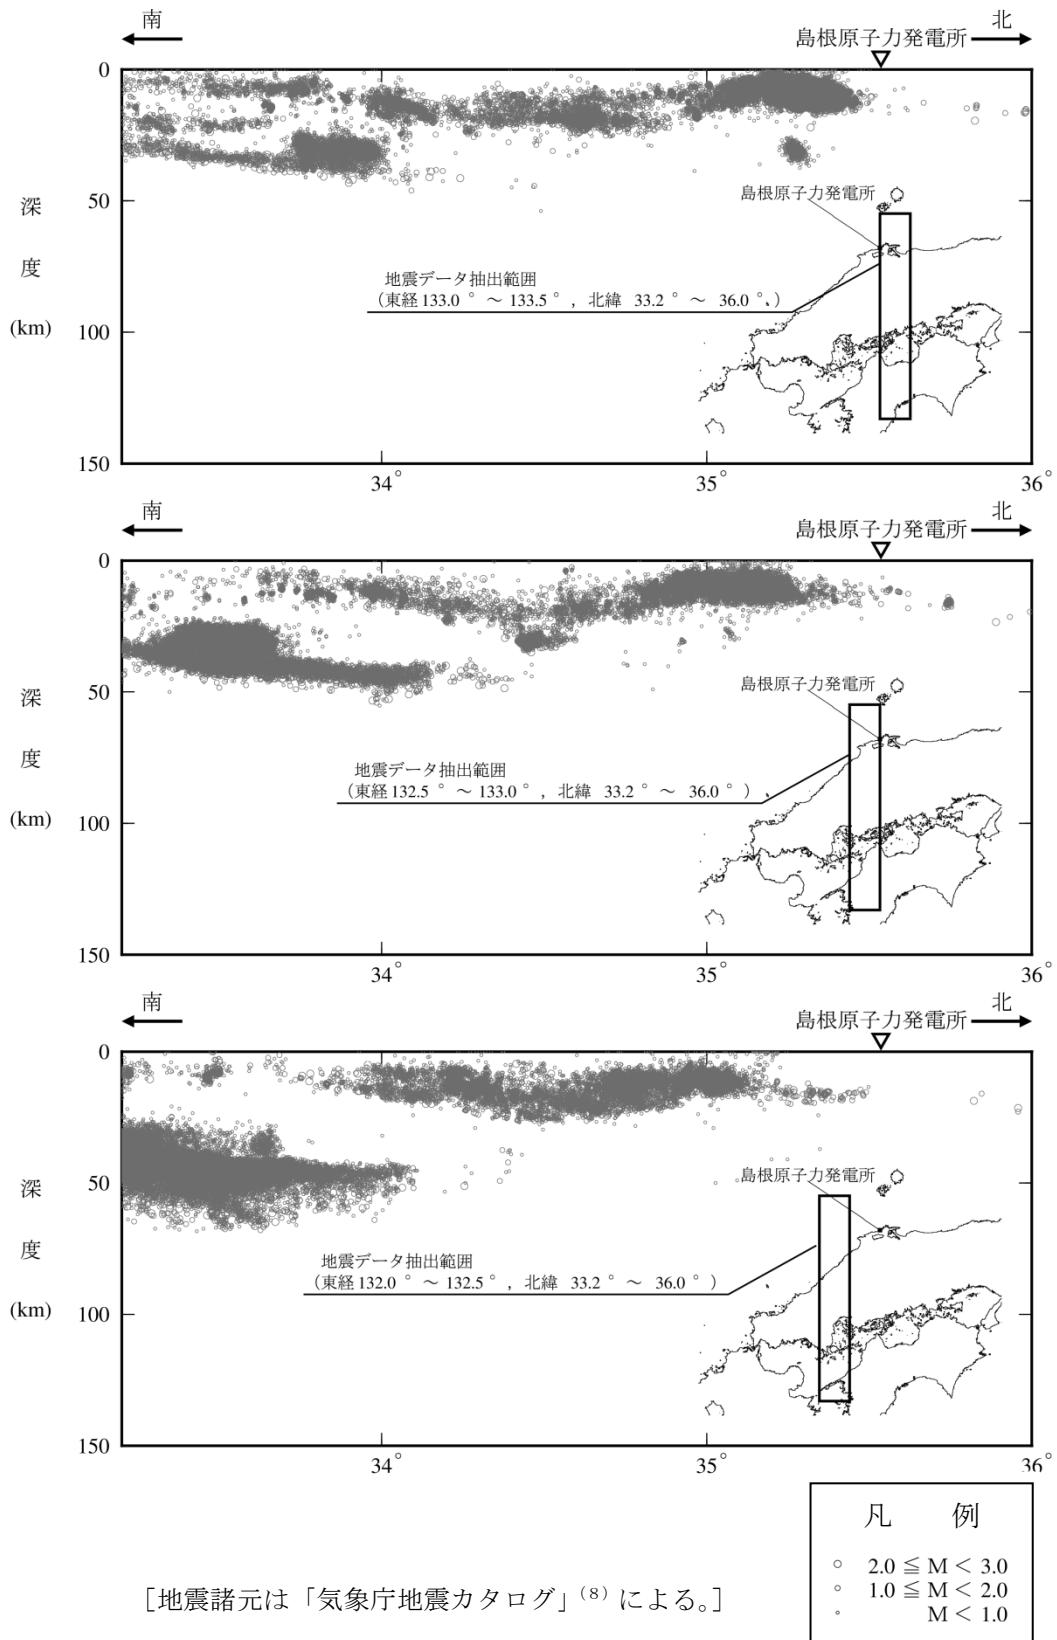 南 北
島根原子力発電所
0
50
100
150
深度
(km)
島根原子力発電所
地震データ抽出範囲
(東経 133.0 ° ～ 133.5 ° , 北緯 33.2 ° ～ 36.0 ° )
34° 35° 36°
南 北
島根原子力発電所
0
50
100
150
深度
(km)
島根原子力発電所
地震データ抽出範囲
(東経 132.5 ° ～ 133.0 ° , 北緯 33.2 ° ～ 36.0 ° )
34° 35° 36°
南 北
島根原子力発電所
0
50
100
150
深度
(km)
島根原子力発電所
地震データ抽出範囲
(東経 132.0 ° ～ 132.5 ° , 北緯 33.2 ° ～ 36.0 ° )
34° 35° 36°
凡 例
2.0 ≦ M < 3.0
1.0 ≦ M < 2.0
M < 1.0
[地震諸元は「気象庁地震カタログ」(8) による。]